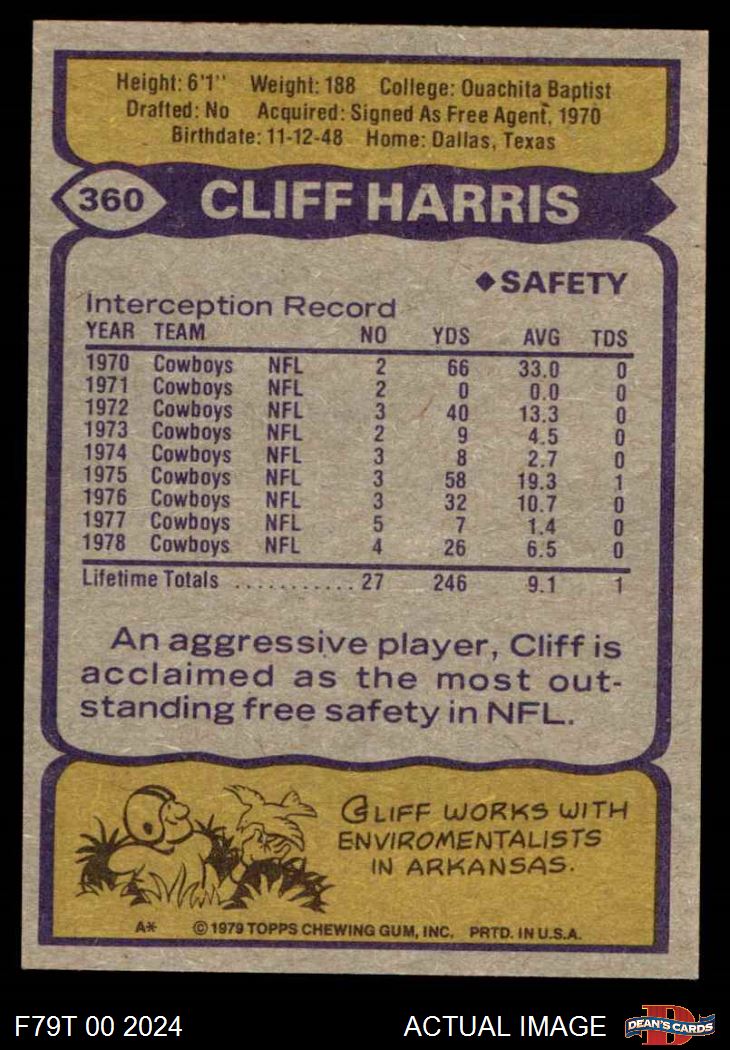 Height: 6'1" Weight: 188 College: Ouachita Baptist
Drafted: No Acquired: Signed As Free Agent, 1970
Birthdate: 11-12-48 Home: Dallas, Texas
360 CLIFF HARRIS
◆SAFETY
Interception Record
YEAR TEAM NO YDS AVG TDS
1970 Cowboys NFL 2 66 33.0 0
1971 Cowboys NFL 2 0 0.0 0
1972 Cowboys NFL 3 40 13.3 0
1973 Cowboys NFL 2 9 4.5 0
1974 Cowboys NFL 3 8 2.7 0
1975 Cowboys NFL 3 58 19.3 1
1976 Cowboys NFL 3 32 10.7 0
1977 Cowboys NFL 5 7 1.4 0
1978 Cowboys NFL 4 26 6.5 0
Lifetime Totals ........... 27 246 9.1 1
An aggressive player, Cliff is
acclaimed as the most out-
standing free safety in NFL.
CLIFF WORKS WITH
ENVIROMENTALISTS
IN ARKANSAS.
A* ©1979 TOPPS CHEWING GUM, INC. PRTD. IN U.S.A.
F79T 00 2024 ACTUAL IMAGE D DEAN'S CARDS